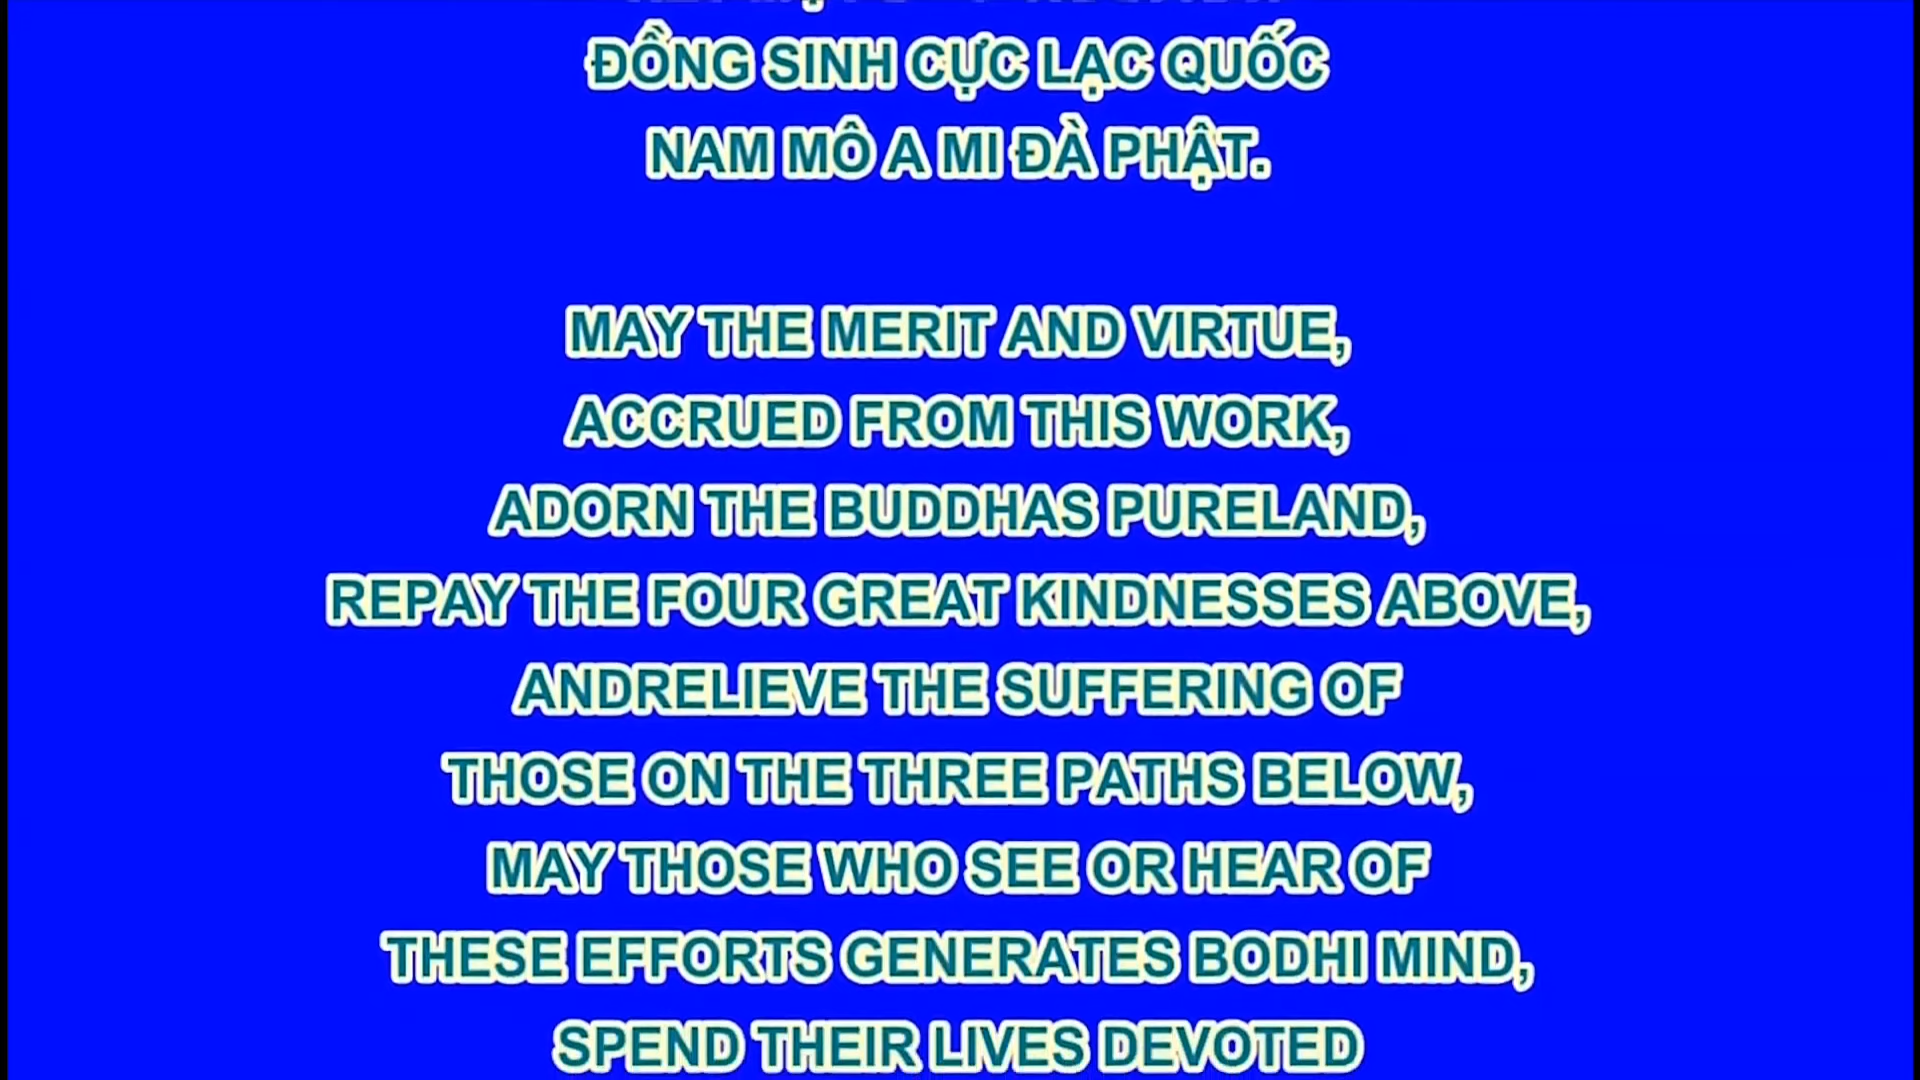 ĐỒNG SINH CỰC LẠC QUỐC
NAM MÔ A MI ĐÀ PHẬT.
MAY THE MERIT AND VIRTUE,
ACCRUED FROM THIS WORK,
ADORN THE BUDDHAS PURELAND,
REPAY THE FOUR GREAT KINDNESSES ABOVE,
ANDRELIEVE THE SUFFERING OF
THOSE ON THE THREE PATHS BELOW,
MAY THOSE WHO SEE OR HEAR OF
THESE EFFORTS GENERATES BODHI MIND,
SPEND THEIR LIVES DEVOTED